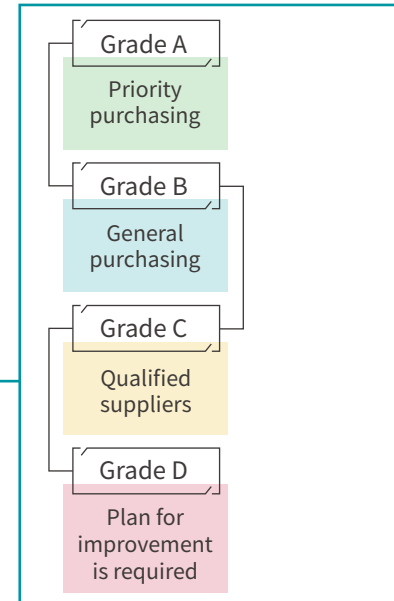 Grade A
Priority
purchasing
Grade B
General
purchasing
Grade C
Qualified
suppliers
Grade D
Plan for
improvement
is required